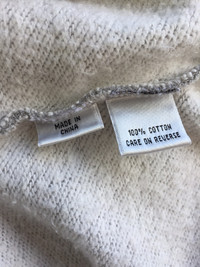 MADE IN
CHINA
100% COTTON
CARE ON REVERSE